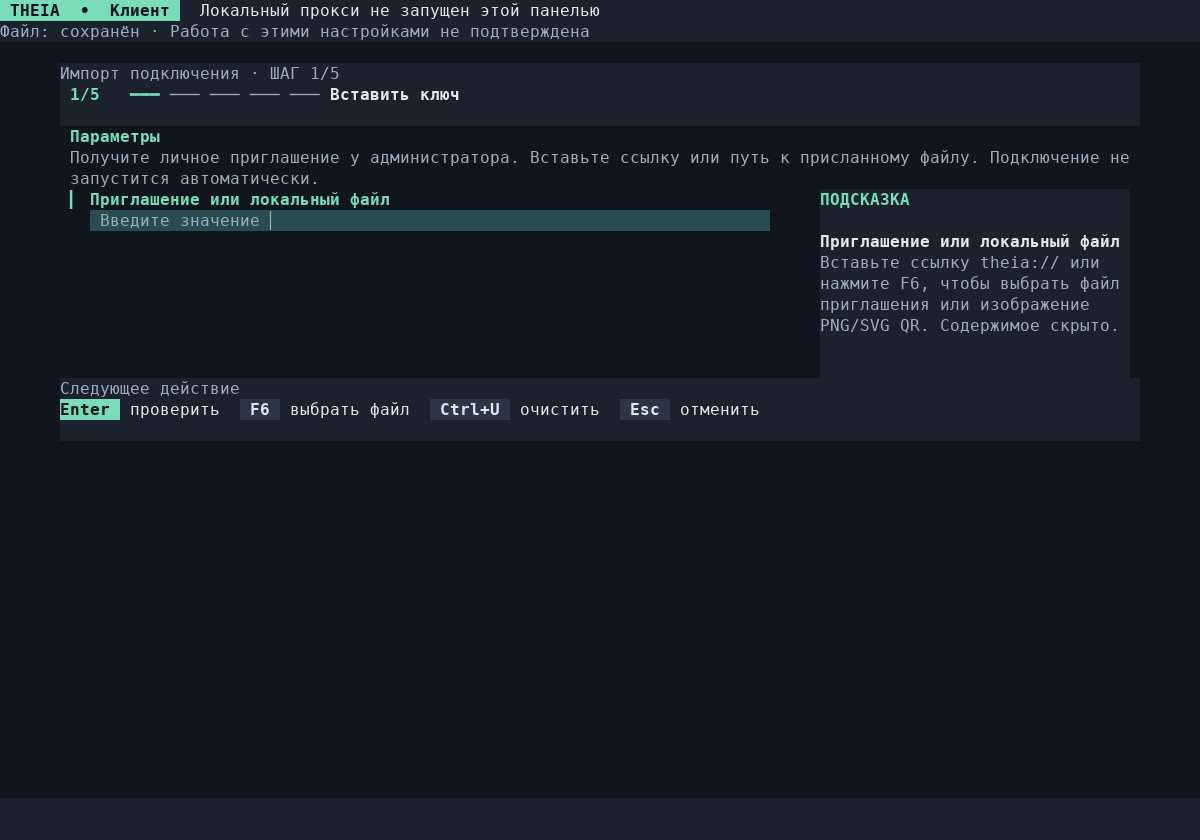 THEIA • Клиент Локальный прокси не запущен этой панелью
Файл: сохранён · Работа с этими настройками не подтверждена
Импорт подключения · ШАГ 1/5
1/5 ━━━ ─── ─── ─── ─── Вставить ключ
Параметры
Получите личное приглашение у администратора. Вставьте ссылку или путь к присланному файлу. Подключение не
запустится автоматически.
Приглашение или локальный файл
Введите значение
ПОДСКАЗКА
Приглашение или локальный файл
Вставьте ссылку theia:// или
нажмите F6, чтобы выбрать файл
приглашения или изображение
PNG/SVG QR. Содержимое скрыто.
Следующее действие
Enter проверить F6 выбрать файл Ctrl+U очистить Esc отменить